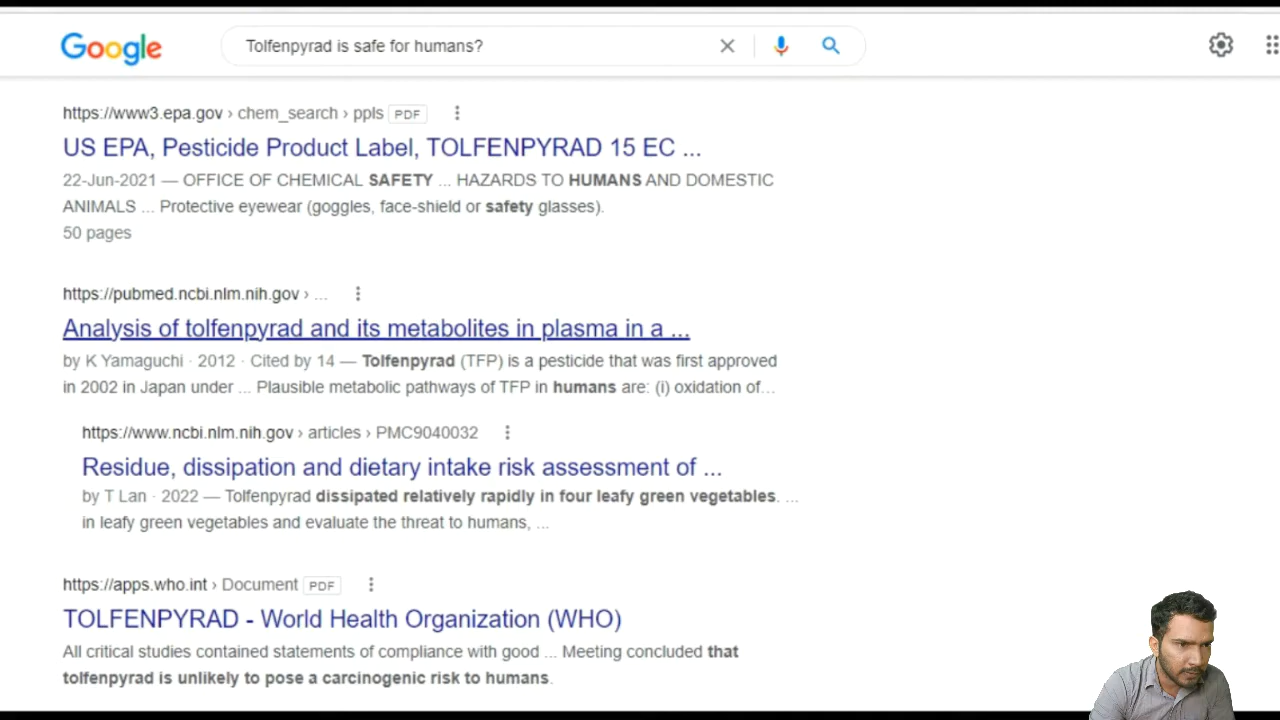 Google
Tolfenpyrad is safe for humans?
https://www3.epa.gov › chem_search › ppls PDF
US EPA, Pesticide Product Label, TOLFENPYRAD 15 EC ...
22-Jun-2021 — OFFICE OF CHEMICAL SAFETY ... HAZARDS TO HUMANS AND DOMESTIC
ANIMALS ... Protective eyewear (goggles, face-shield or safety glasses).
50 pages
https://pubmed.ncbi.nlm.nih.gov › ...
Analysis of tolfenpyrad and its metabolites in plasma in a ...
by K Yamaguchi · 2012 · Cited by 14 — Tolfenpyrad (TFP) is a pesticide that was first approved
in 2002 in Japan under ... Plausible metabolic pathways of TFP in humans are: (i) oxidation of...
https://www.ncbi.nlm.nih.gov › articles › PMC9040032
Residue, dissipation and dietary intake risk assessment of ...
by T Lan · 2022 — Tolfenpyrad dissipated relatively rapidly in four leafy green vegetables. ...
in leafy green vegetables and evaluate the threat to humans, ...
https://apps.who.int › Document PDF
TOLFENPYRAD - World Health Organization (WHO)
All critical studies contained statements of compliance with good ... Meeting concluded that
tolfenpyrad is unlikely to pose a carcinogenic risk to humans.